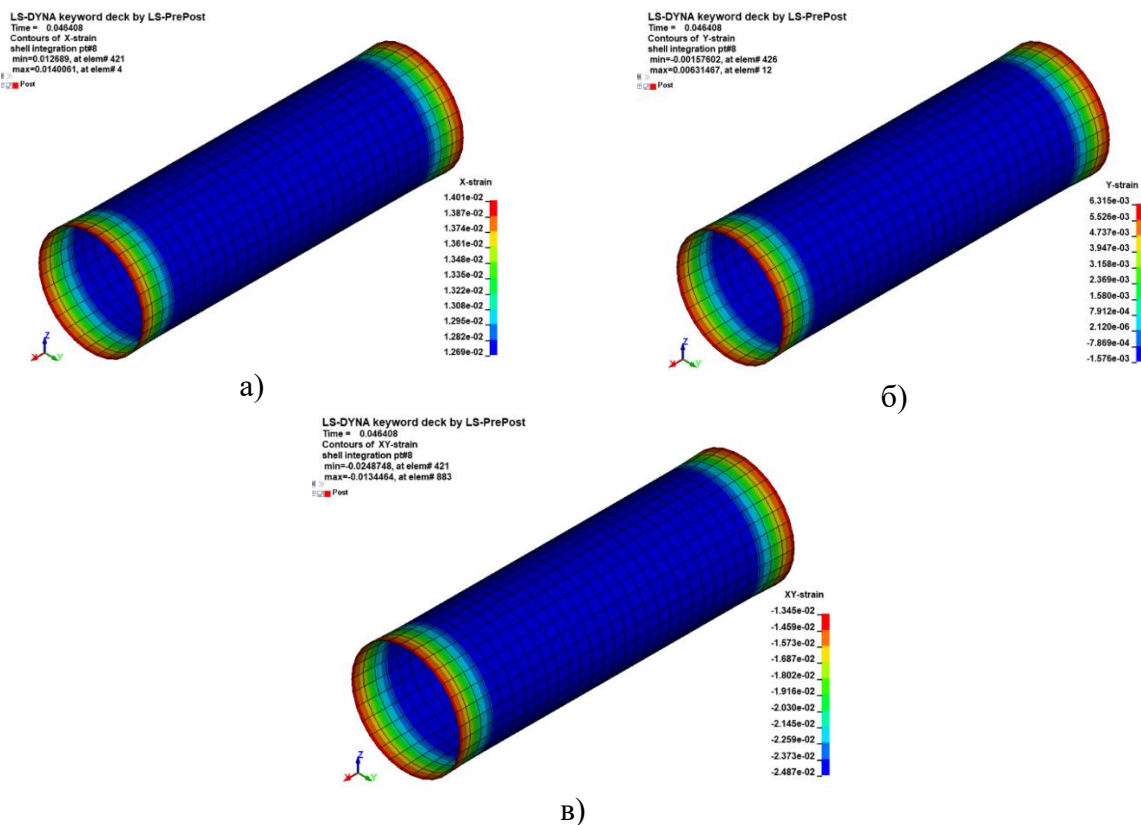 LS-DYNA keyword deck by LS-PrePost
Time = 0.046408
Contours of X-strain
shell integration pt#8
min=0.012689, at elem# 421
max=0.0140061, at elem# 4
Post
X-strain
1.401e-02
1.387e-02
1.374e-02
1.361e-02
1.348e-02
1.335e-02
1.322e-02
1.308e-02
1.295e-02
1.282e-02
1.269e-02
Z
X
Y
а)
LS-DYNA keyword deck by LS-PrePost
Time = 0.046408
Contours of Y-strain
shell integration pt#8
min=-0.00157602, at elem# 426
max=0.00631467, at elem# 12
Post
Y-strain
6.315e-03
5.526e-03
4.737e-03
3.947e-03
3.158e-03
2.369e-03
1.580e-03
7.912e-04
2.120e-06
-7.869e-04
-1.576e-03
Z
X
Y
б)
LS-DYNA keyword deck by LS-PrePost
Time = 0.046408
Contours of XY-strain
shell integration pt#8
min=-0.0248748, at elem# 421
max=-0.0134464, at elem# 883
Post
XY-strain
-1.345e-02
-1.459e-02
-1.573e-02
-1.687e-02
-1.802e-02
-1.916e-02
-2.030e-02
-2.145e-02
-2.259e-02
-2.373e-02
-2.487e-02
Z
X
Y
в)